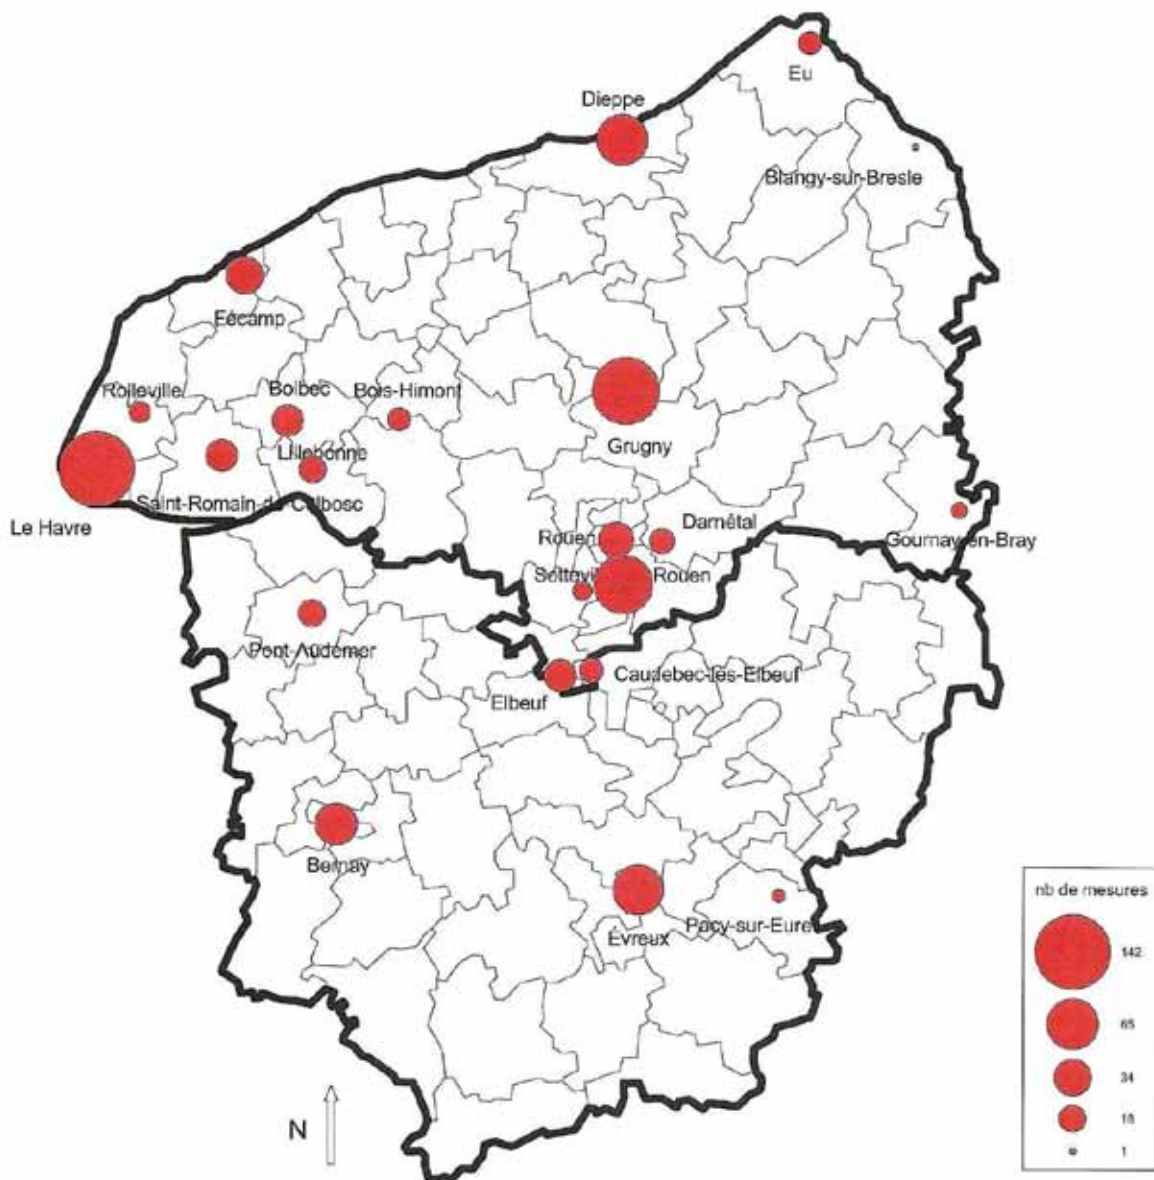 Eu
Dieppe
Blangy-sur-Bresle
Fécamp
Rolleville
Bolbec
Bois-Himont
Lillebonne
Grugny
Saint-Romain-de-Colbosc
Le Havre
Rouen
Darnétal
Gournay-en-Bray
Rouen
Pont-Audemer
Caudebec-lès-Elbeuf
Elbeuf
Bernay
Pacy-sur-Eure
Évreux
nb de mesures
142
65
34
18
1
N